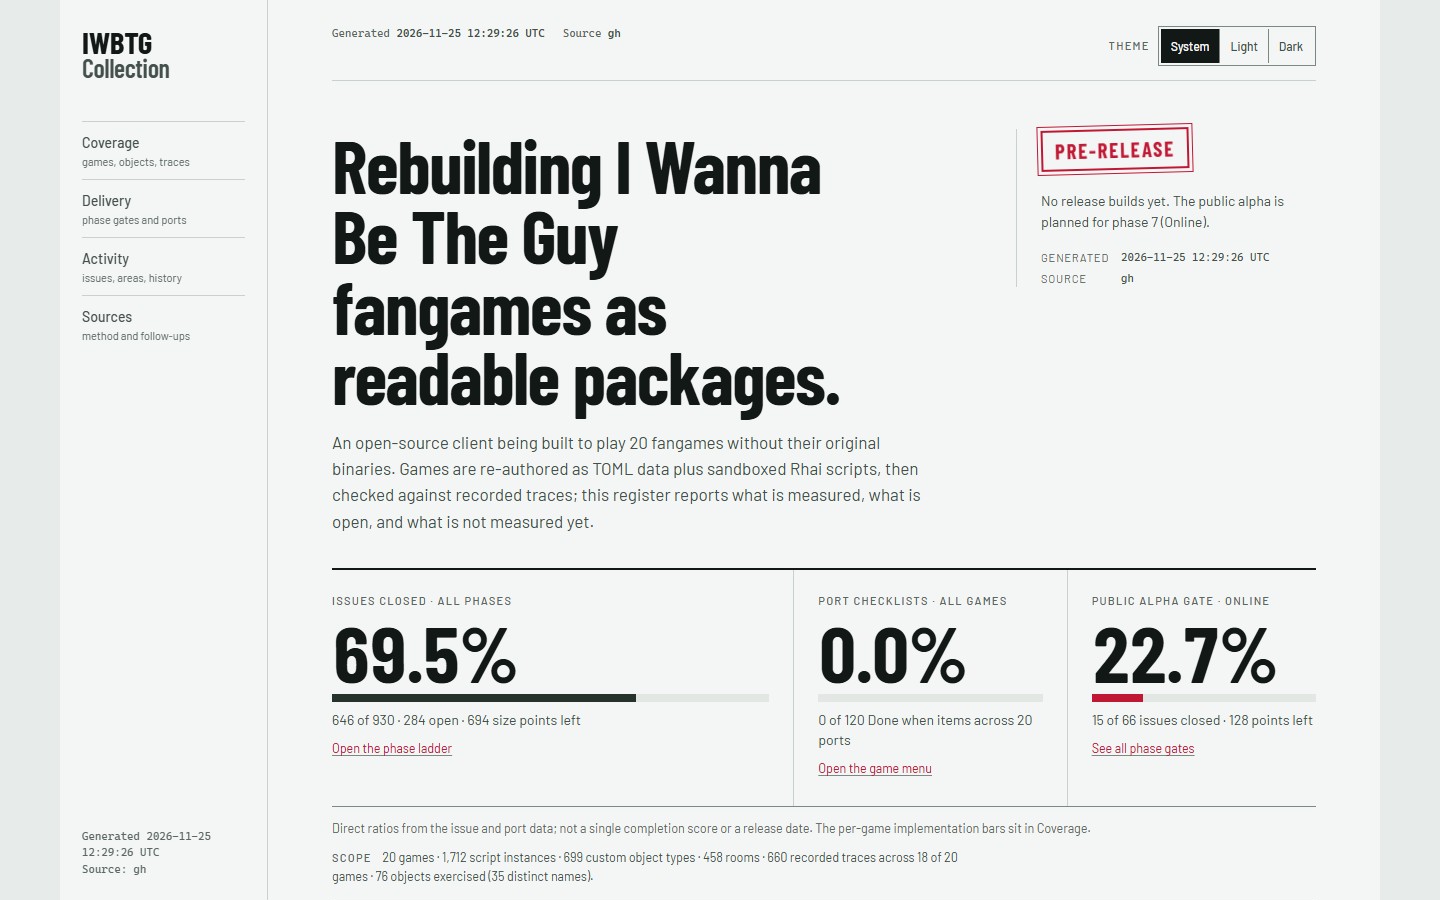 IWBTG
Collection
Coverage
games, objects, traces
Delivery
phase gates and ports
Activity
issues, areas, history
Sources
method and follow-ups
Generated 2026-11-25
12:29:26 UTC
Source: gh
Generated 2026-11-25 12:29:26 UTC Source gh
THEME System Light Dark
Rebuilding I Wanna
Be The Guy
fangames as
readable packages.
An open-source client being built to play 20 fangames without their original
binaries. Games are re-authored as TOML data plus sandboxed Rhai scripts, then
checked against recorded traces; this register reports what is measured, what is
open, and what is not measured yet.
PRE-RELEASE
No release builds yet. The public alpha is
planned for phase 7 (Online).
GENERATED 2026-11-25 12:29:26 UTC
SOURCE gh
ISSUES CLOSED · ALL PHASES
69.5%
646 of 930 · 284 open · 694 size points left
Open the phase ladder
PORT CHECKLISTS · ALL GAMES
0.0%
0 of 120 Done when items across 20
ports
Open the game menu
PUBLIC ALPHA GATE · ONLINE
22.7%
15 of 66 issues closed · 128 points left
See all phase gates
Direct ratios from the issue and port data; not a single completion score or a release date. The per-game implementation bars sit in Coverage.
SCOPE 20 games · 1,712 script instances · 699 custom object types · 458 rooms · 660 recorded traces across 18 of 20
games · 76 objects exercised (35 distinct names).